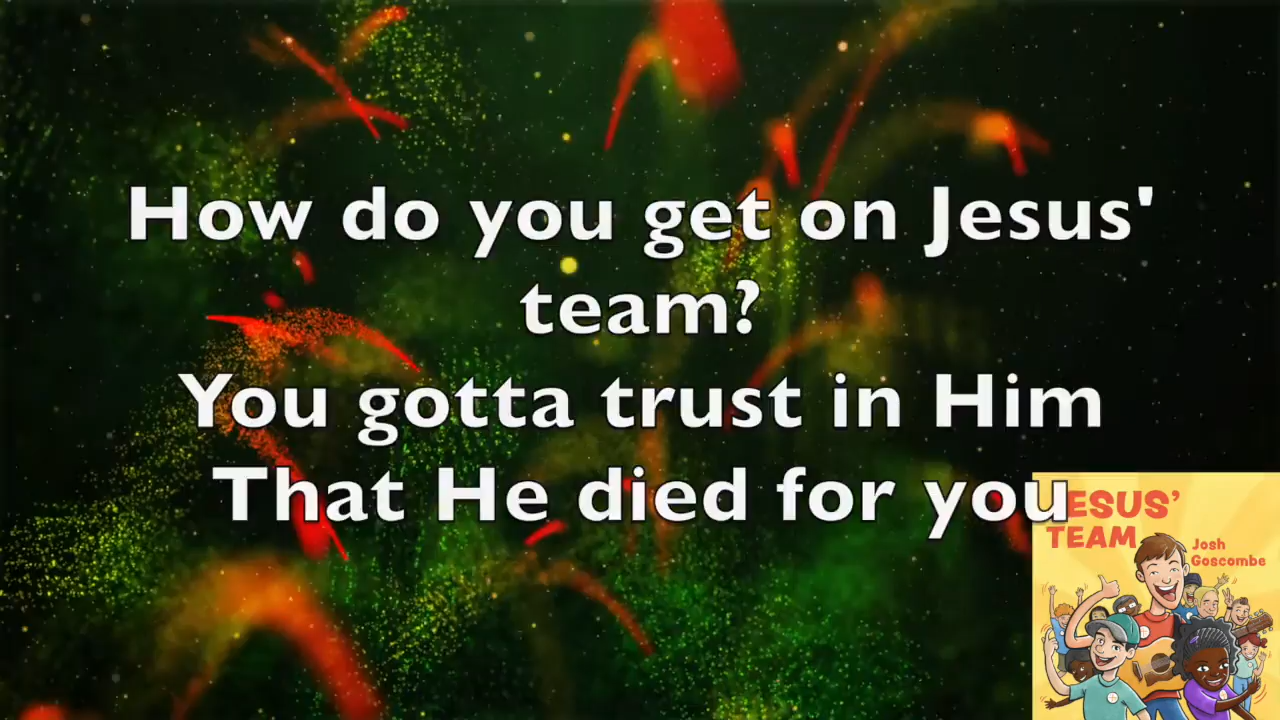 How do you get on Jesus'
team?
You gotta trust in Him
That He died for you
ESUS'
TEAM
Josh
Goscombe